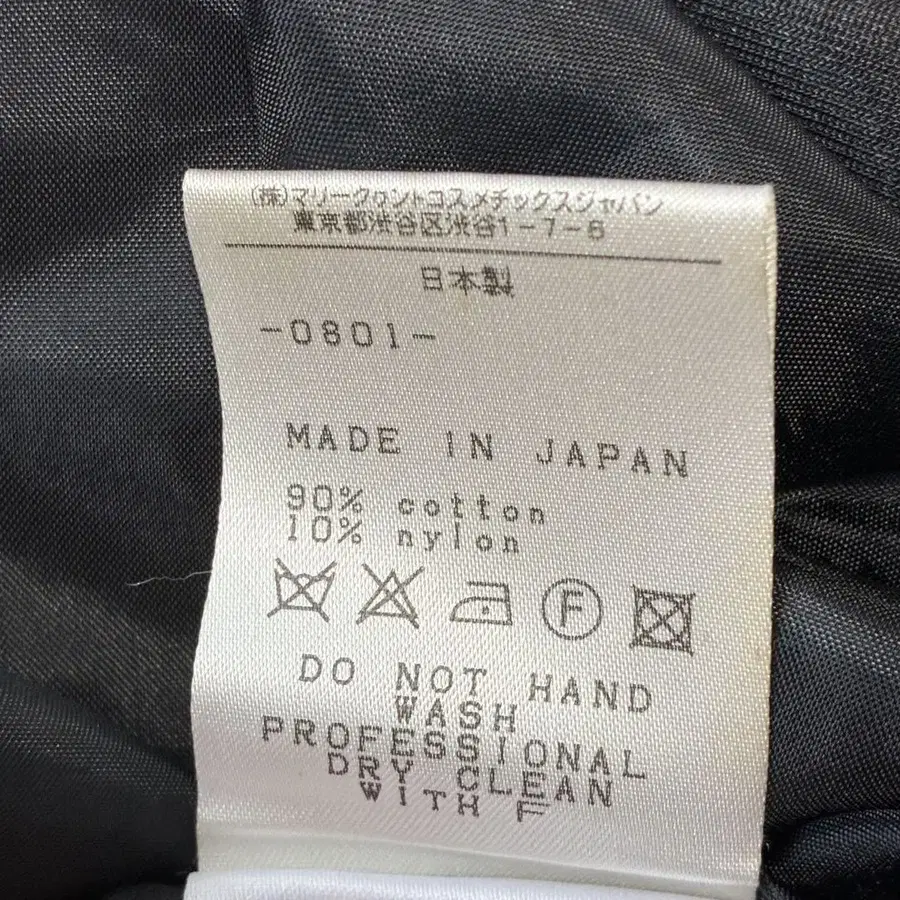 (株)マリークヮントコスメチックスジャパン
東京都渋谷区渋谷1-7-6
日本製
-0801-
MADE IN JAPAN
90% cotton
10% nylon
F
DO NOT HAND
WASH
PROFESSIONAL
DRY CLEAN
WITH F